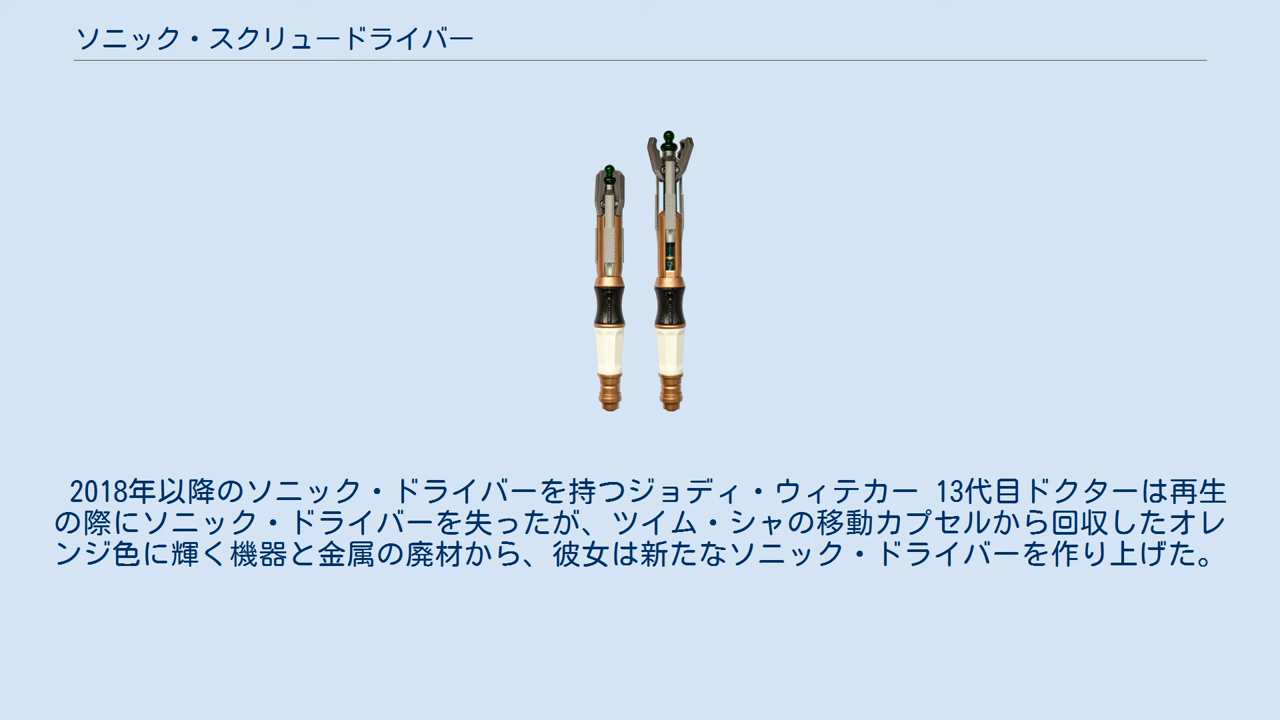 ソニック・スクリュードライバー
2018年以降のソニック・ドライバーを持つジョディ・ウィテカー 13代目ドクターは再生
の際にソニック・ドライバーを失ったが、ツイム・シャの移動カプセルから回収したオレ
ンジ色に輝く機器と金属の廃材から、彼女は新たなソニック・ドライバーを作り上げた。